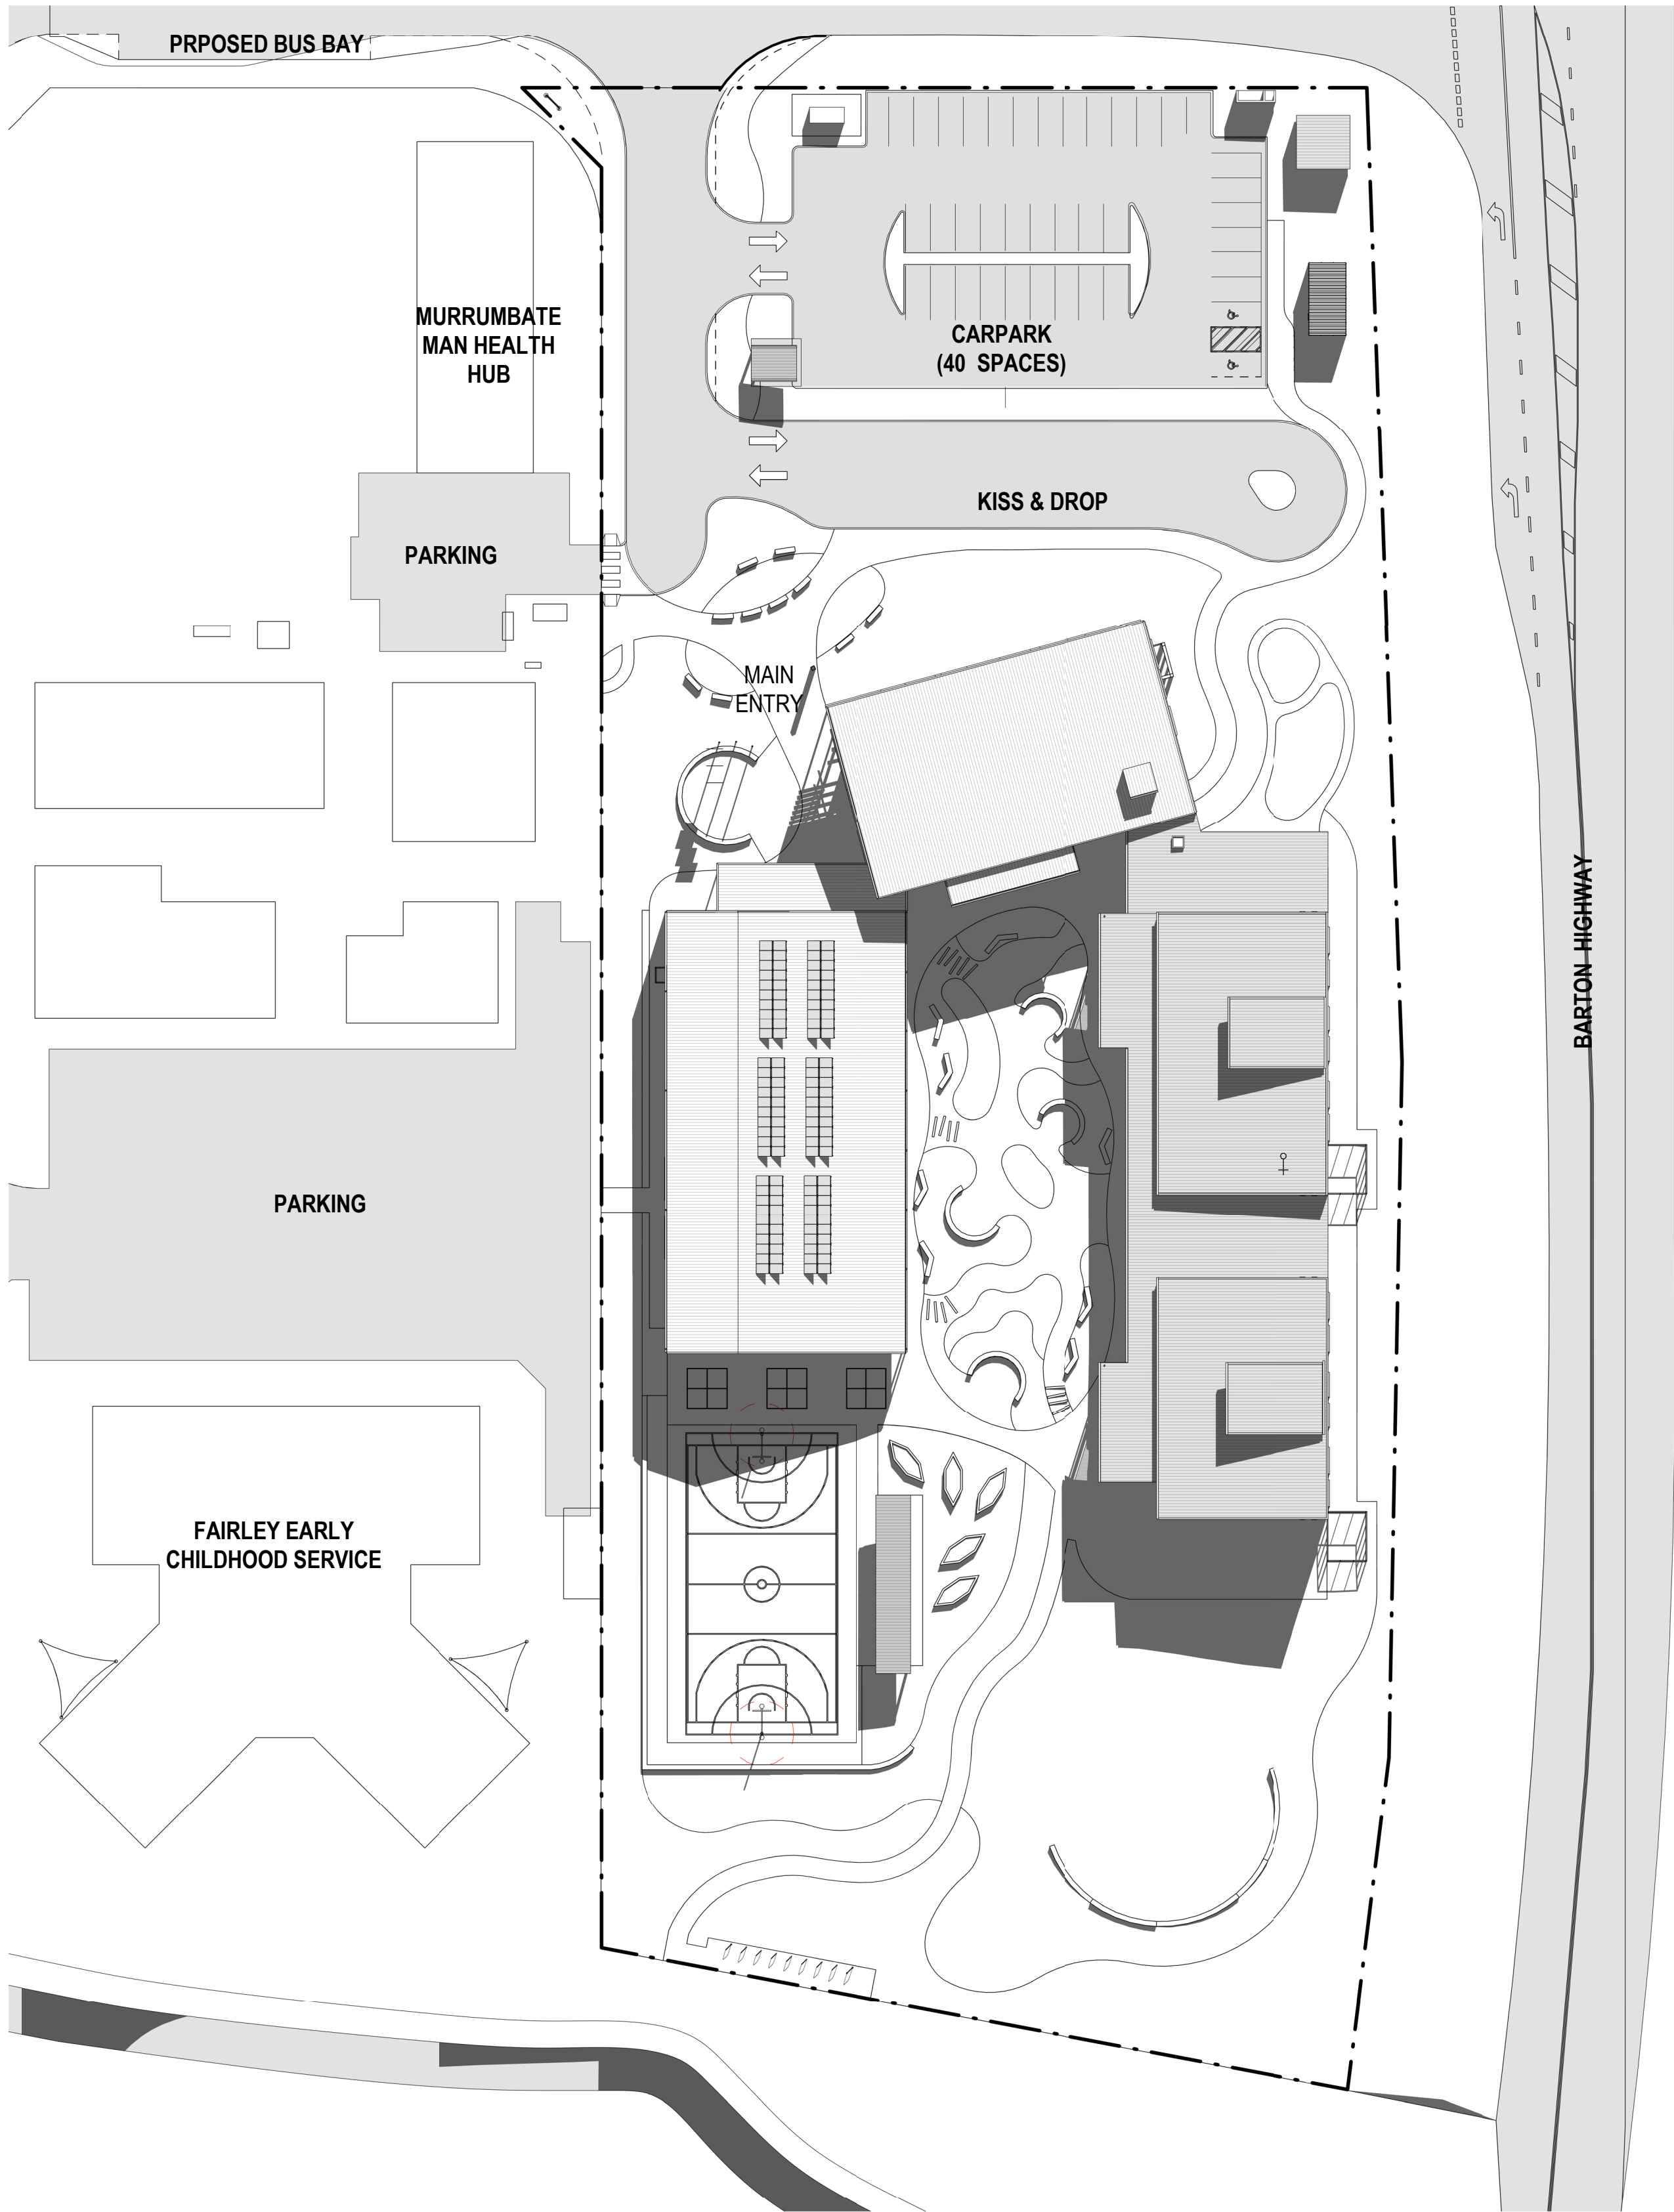 PRPOSED BUS BAY
MURRUMBATE
MAN HEALTH
HUB
CARPARK
(40 SPACES)
KISS & DROP
PARKING
MAIN
ENTRY
BARTON HIGHWAY
PARKING
FAIRLEY EARLY
CHILDHOOD SERVICE